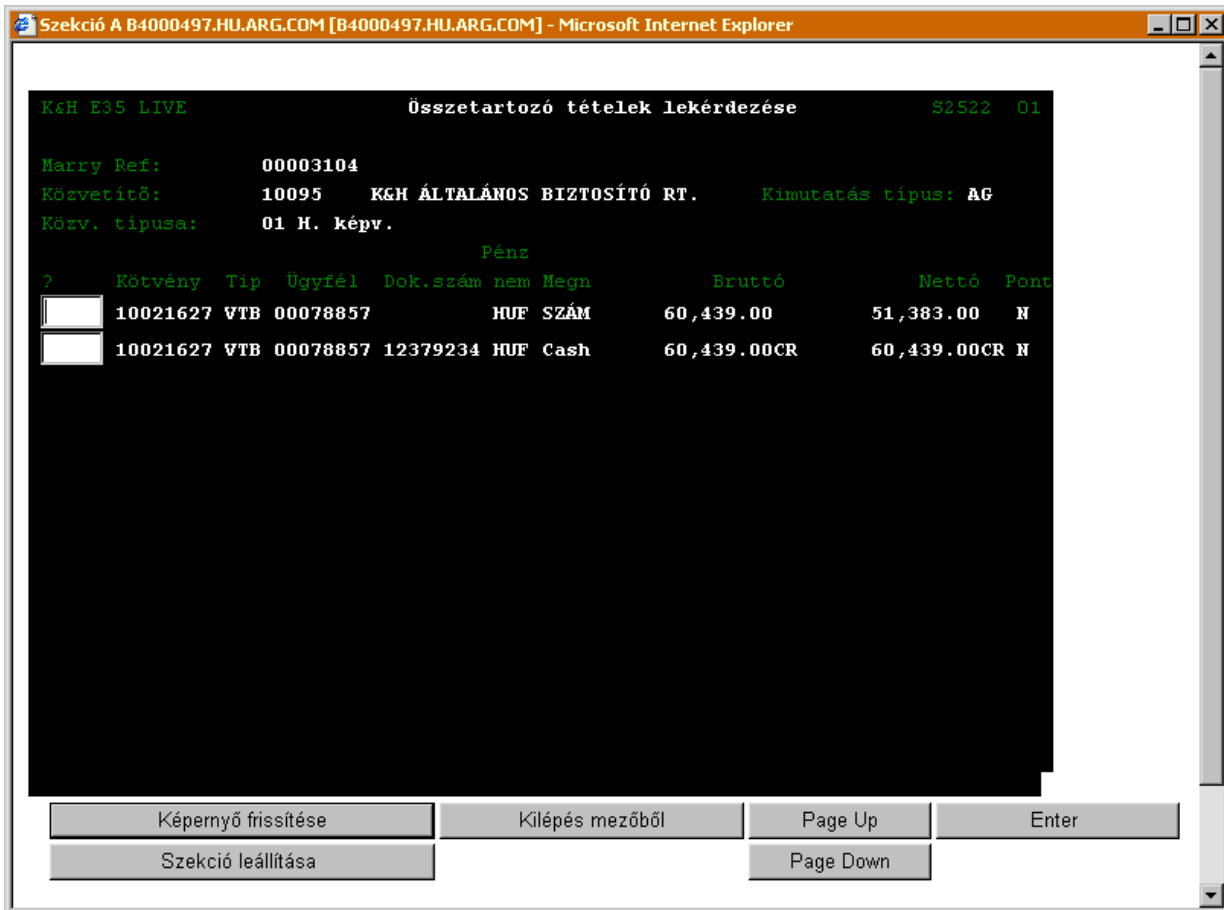 Szekció A B4000497.HU.ARG.COM [B4000497.HU.ARG.COM] - Microsoft Internet Explorer
K&H E35 LIVE Összetartozó tételek lekérdezése S2522 01
Marry Ref: 00003104
Közvetítő: 10095 K&H ÁLTALÁNOS BIZTOSÍTÓ RT. Kimutatás típus: AG
Közv. típusa: 01 H. képv.
Pénz
? Kötvény Tip Ügyfél Dok.szám nem Megn Bruttó Nettó Pont
10021627 VTB 00078857 HUF SZÁM 60,439.00 51,383.00 N
10021627 VTB 00078857 12379234 HUF Cash 60,439.00CR 60,439.00CR N
Képernyő frissítése Kilépés mezőből Page Up Enter
Szekció leállítása Page Down